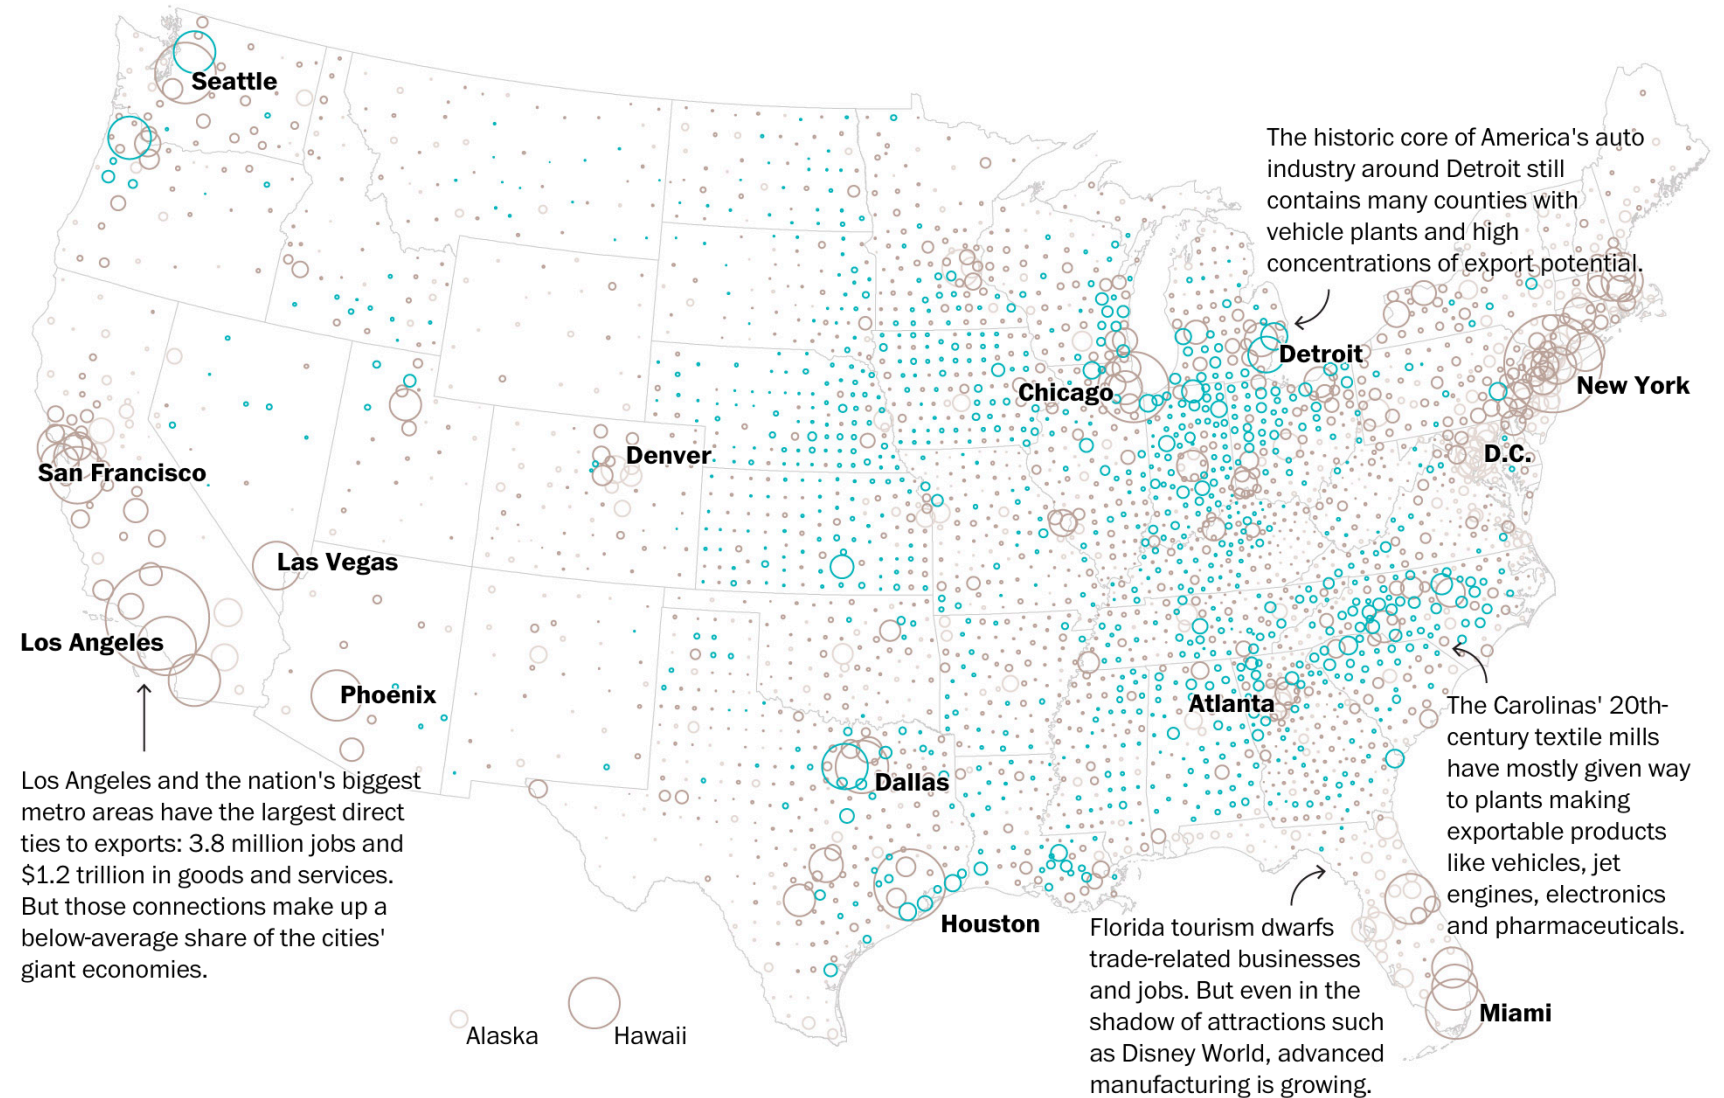 Seattle
The historic core of America's auto
industry around Detroit still
contains many counties with
vehicle plants and high
concentrations of export potential.
Detroit
Chicago
New York
Denver
D.C.
San Francisco
Las Vegas
Los Angeles
Phoenix
Atlanta
The Carolinas' 20th-
century textile mills
have mostly given way
to plants making
exportable products
like vehicles, jet
engines, electronics
and pharmaceuticals.
Los Angeles and the nation's biggest
metro areas have the largest direct
ties to exports: 3.8 million jobs and
$1.2 trillion in goods and services.
But those connections make up a
below-average share of the cities'
giant economies.
Dallas
Houston
Florida tourism dwarfs
trade-related businesses
and jobs. But even in the
shadow of attractions such
as Disney World, advanced
manufacturing is growing.
Miami
Alaska
Hawaii